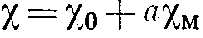 χ = χ₀ + aχ_M